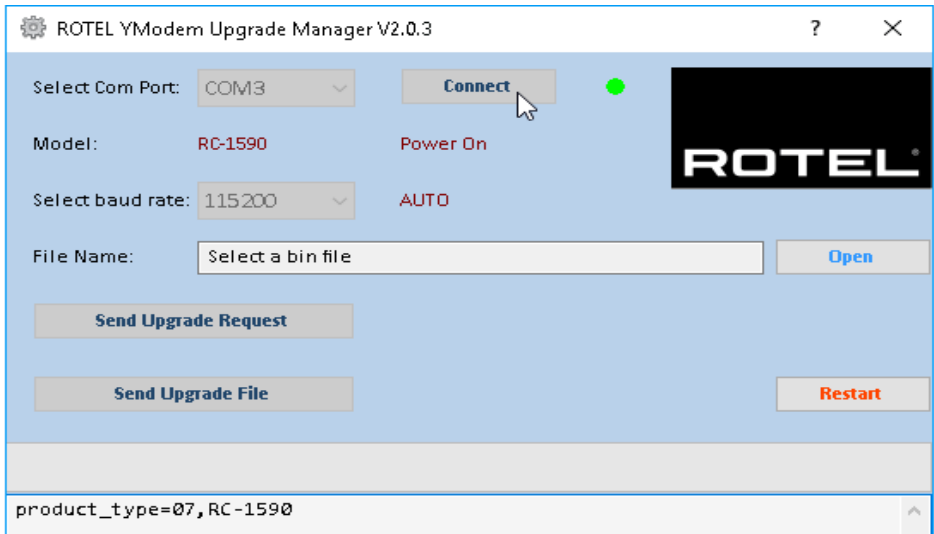 ROTEL YModem Upgrade Manager V2.0.3 ?
Select Com Port: COM3 Connect
ROTEL
Model: RC-1590 Power On
Select baud rate: 115200 AUTO
File Name: Select a bin file Open
Send Upgrade Request
Send Upgrade File Restart
product_type=07,RC-1590